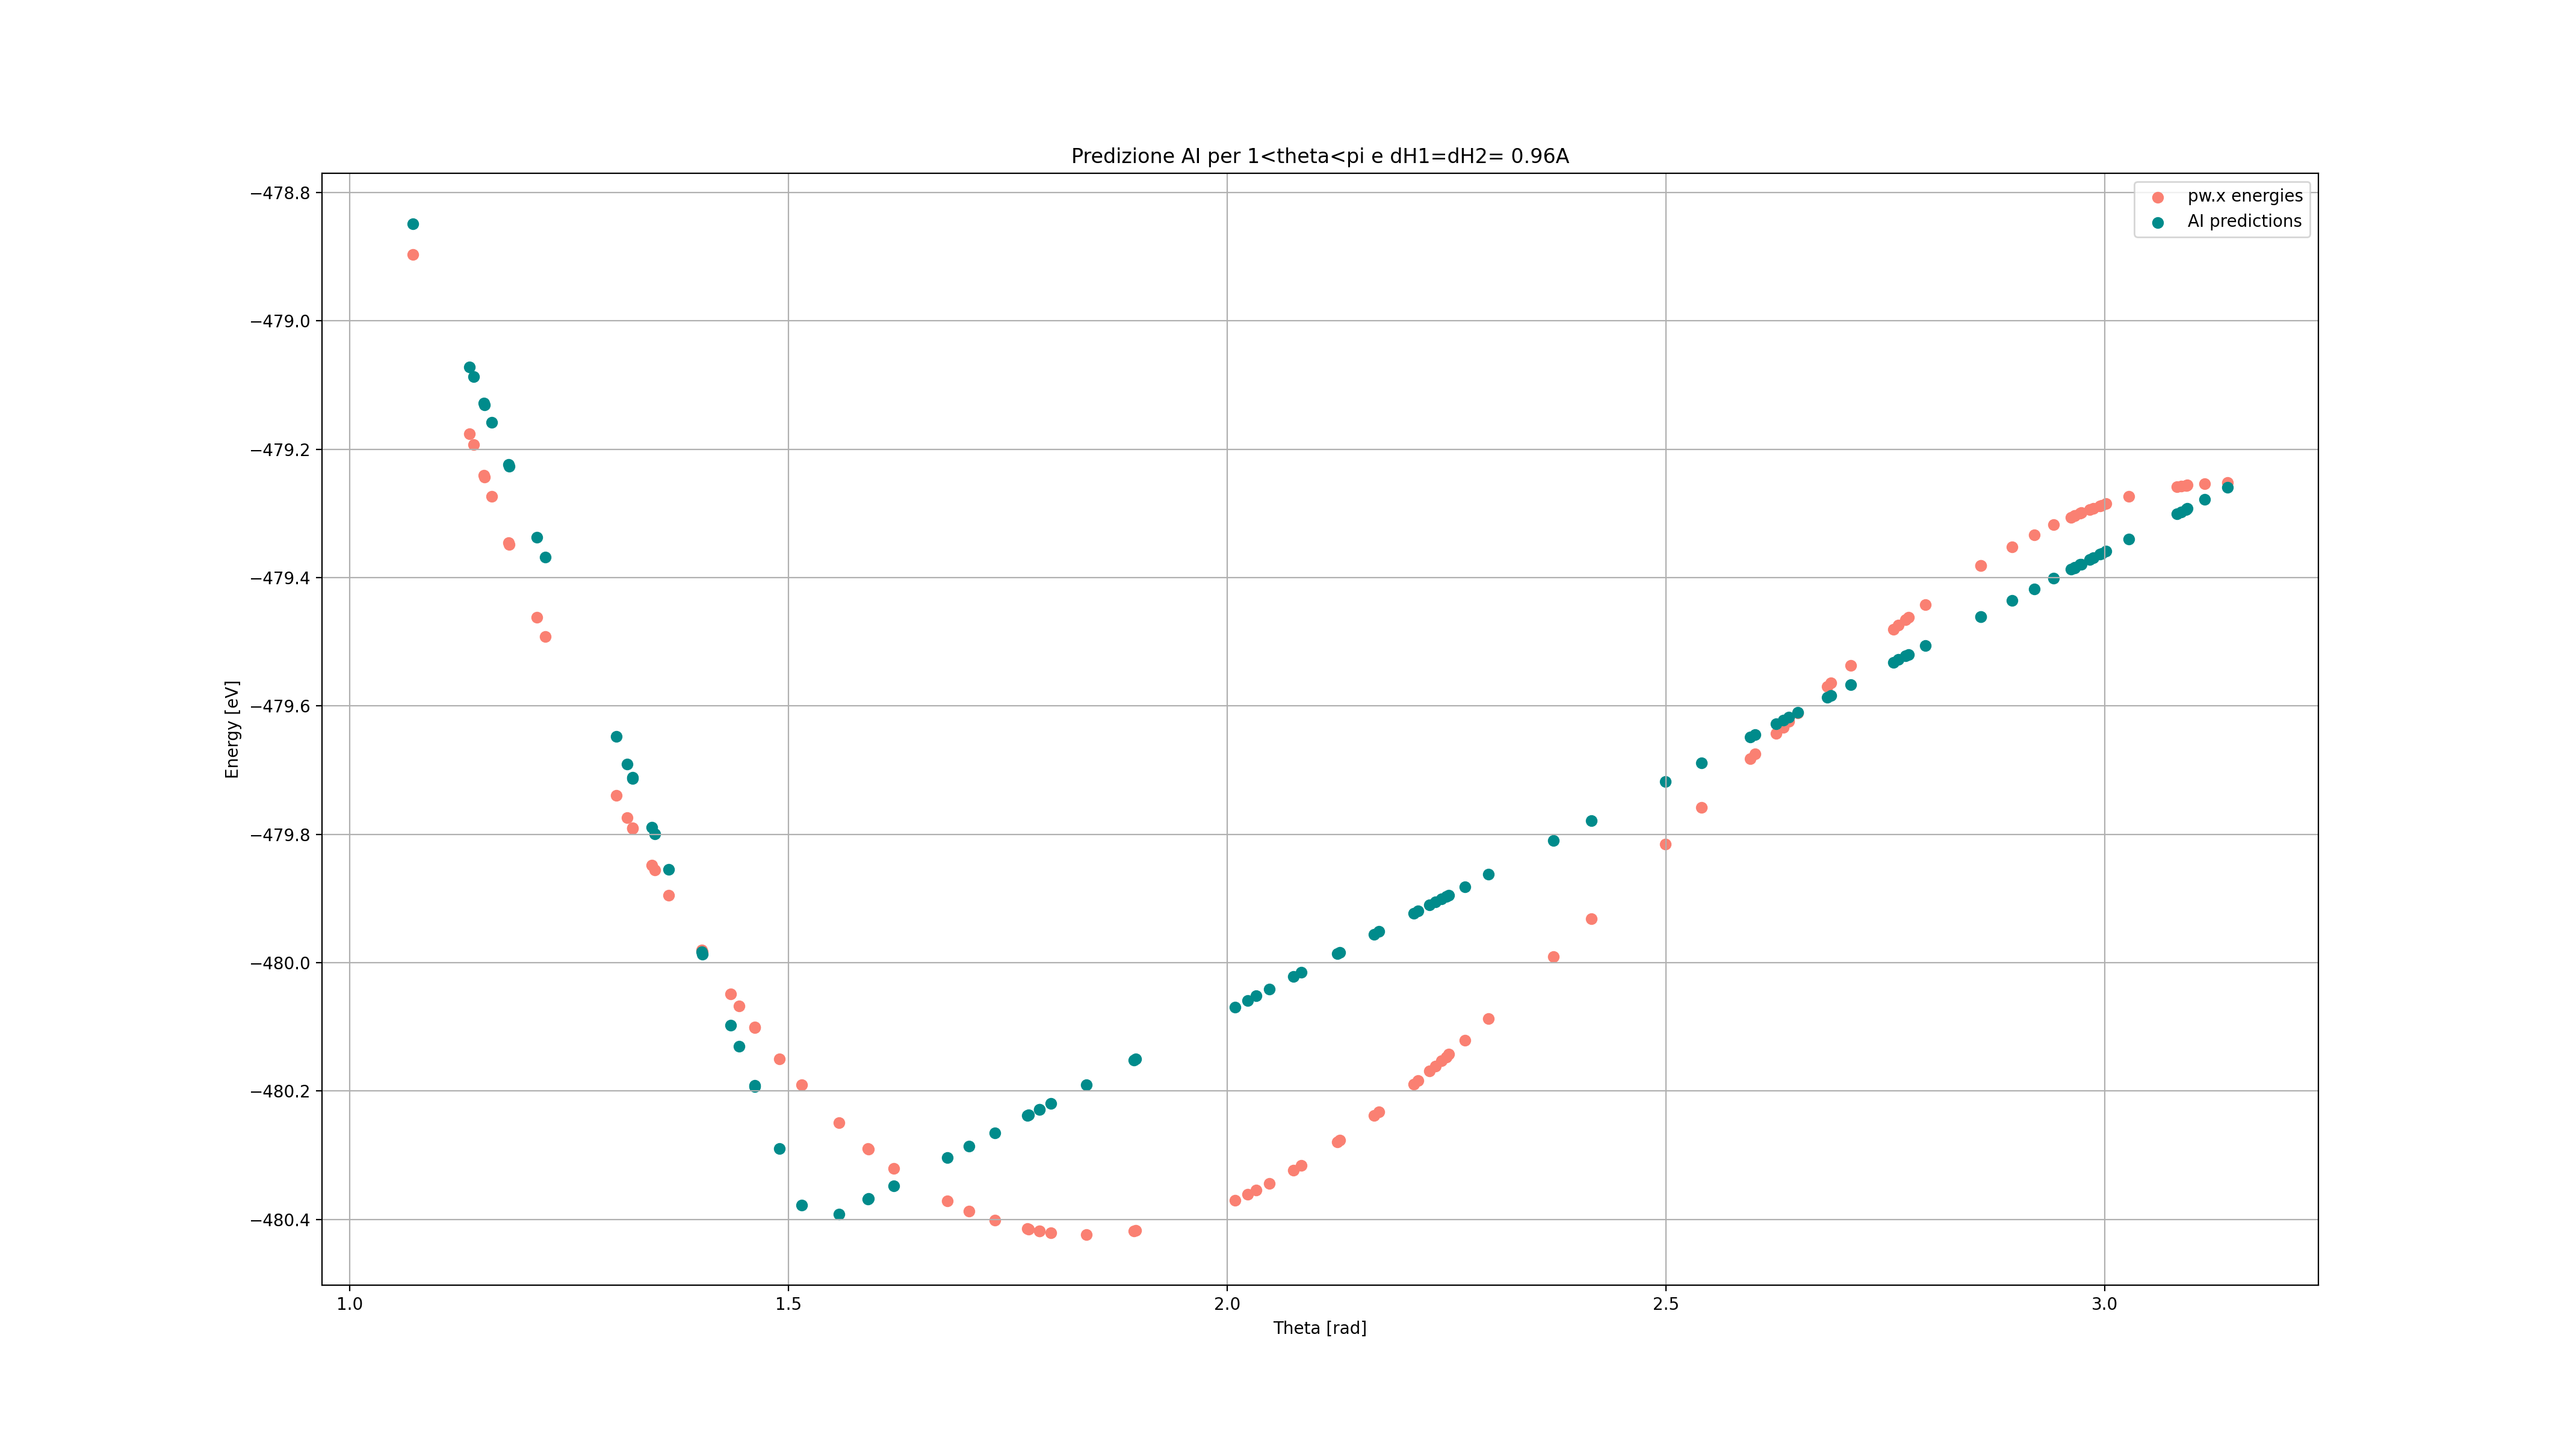 Predizione AI per 1<theta<pi e dH1=dH2= 0.96A
pw.x energies
AI predictions
−478.8
−479.0
−479.2
−479.4
−479.6
−479.8
−480.0
−480.2
−480.4
Energy [eV]
1.0 1.5 2.0 2.5 3.0
Theta [rad]